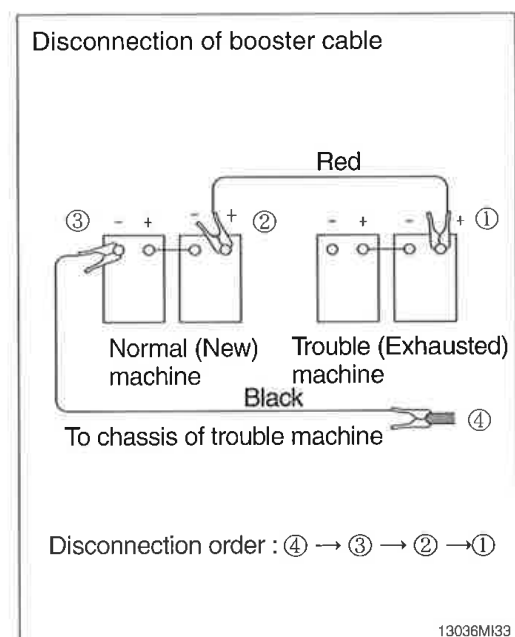 Disconnection of booster cable
Red
③ - + - + ② - + - + ①
Normal (New) machine
Trouble (Exhausted) machine
Black
To chassis of trouble machine ④
Disconnection order : ④ → ③ → ② →①
13036MI33